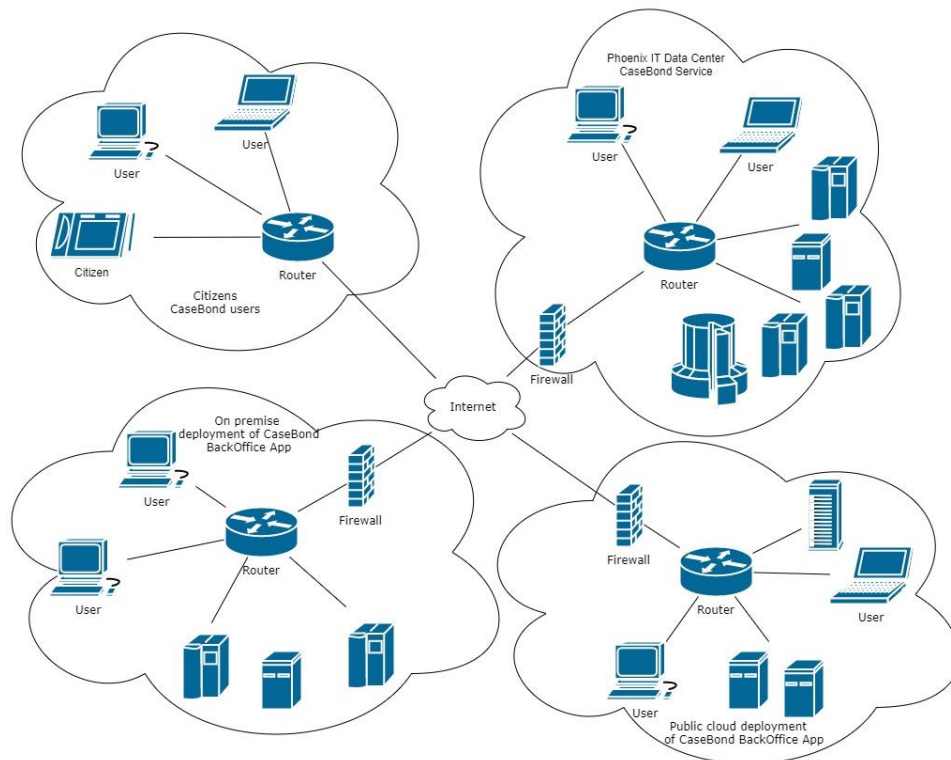 User
User
Citizen
Router
Citizens
CaseBond users
Phoenix IT Data Center
CaseBond Service
User
User
Router
Firewall
Internet
On premise
deployment of CaseBond
BackOffice App
User
Firewall
Router
User
Firewall
Router
User
User
Public cloud deployment
of CaseBond BackOffice App